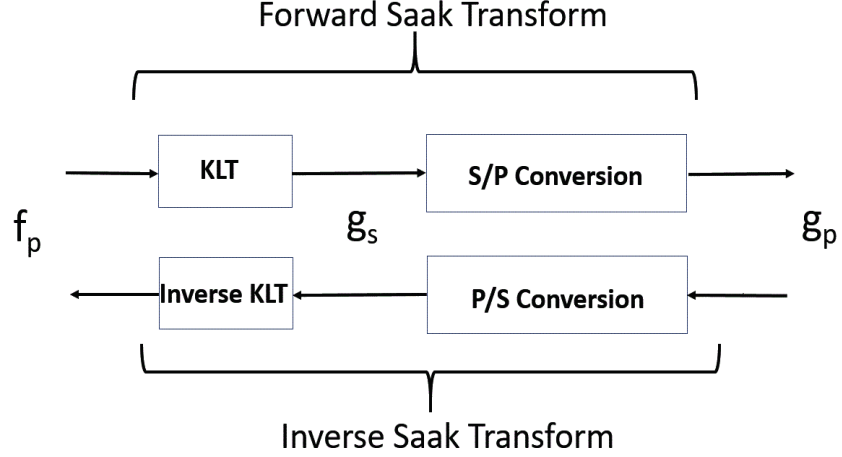 Forward Saak Transform
KLT
S/P Conversion
fp
gs
gp
Inverse KLT
P/S Conversion
Inverse Saak Transform